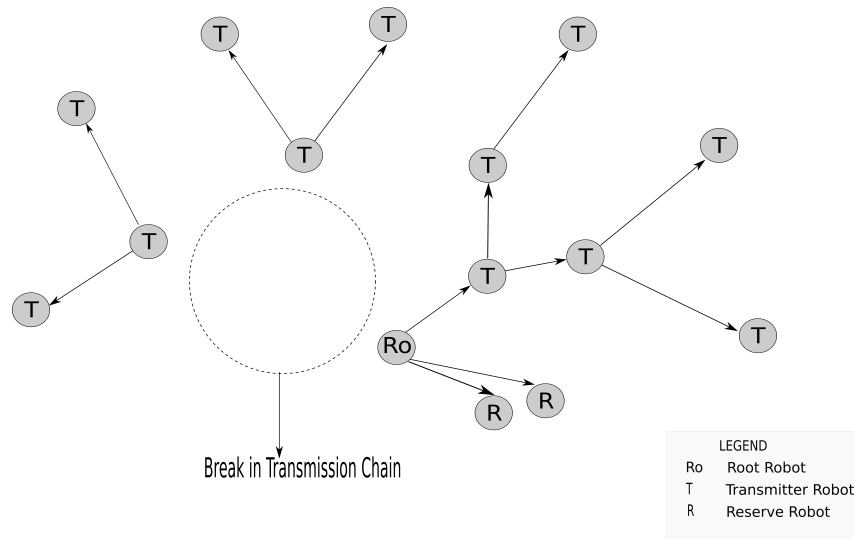 T
T
T
T
T
T
T
T
T
T
T
T
Ro
R
R
Break in Transmission Chain
LEGEND
Ro Root Robot
T Transmitter Robot
R Reserve Robot